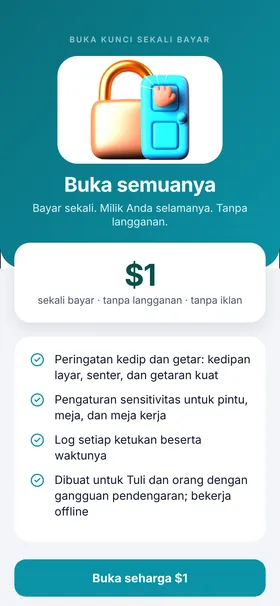 BUKA KUNCI SEKALI BAYAR
Buka semuanya
Bayar sekali. Milik Anda selamanya. Tanpa
langganan.
$1
sekali bayar · tanpa langganan · tanpa iklan
Peringatan kedip dan getar: kedipan
layar, senter, dan getaran kuat
Pengaturan sensitivitas untuk pintu,
meja, dan meja kerja
Log setiap ketukan beserta
waktunya
Dibuat untuk Tuli dan orang dengan
gangguan pendengaran; bekerja
offline
Buka seharga $1